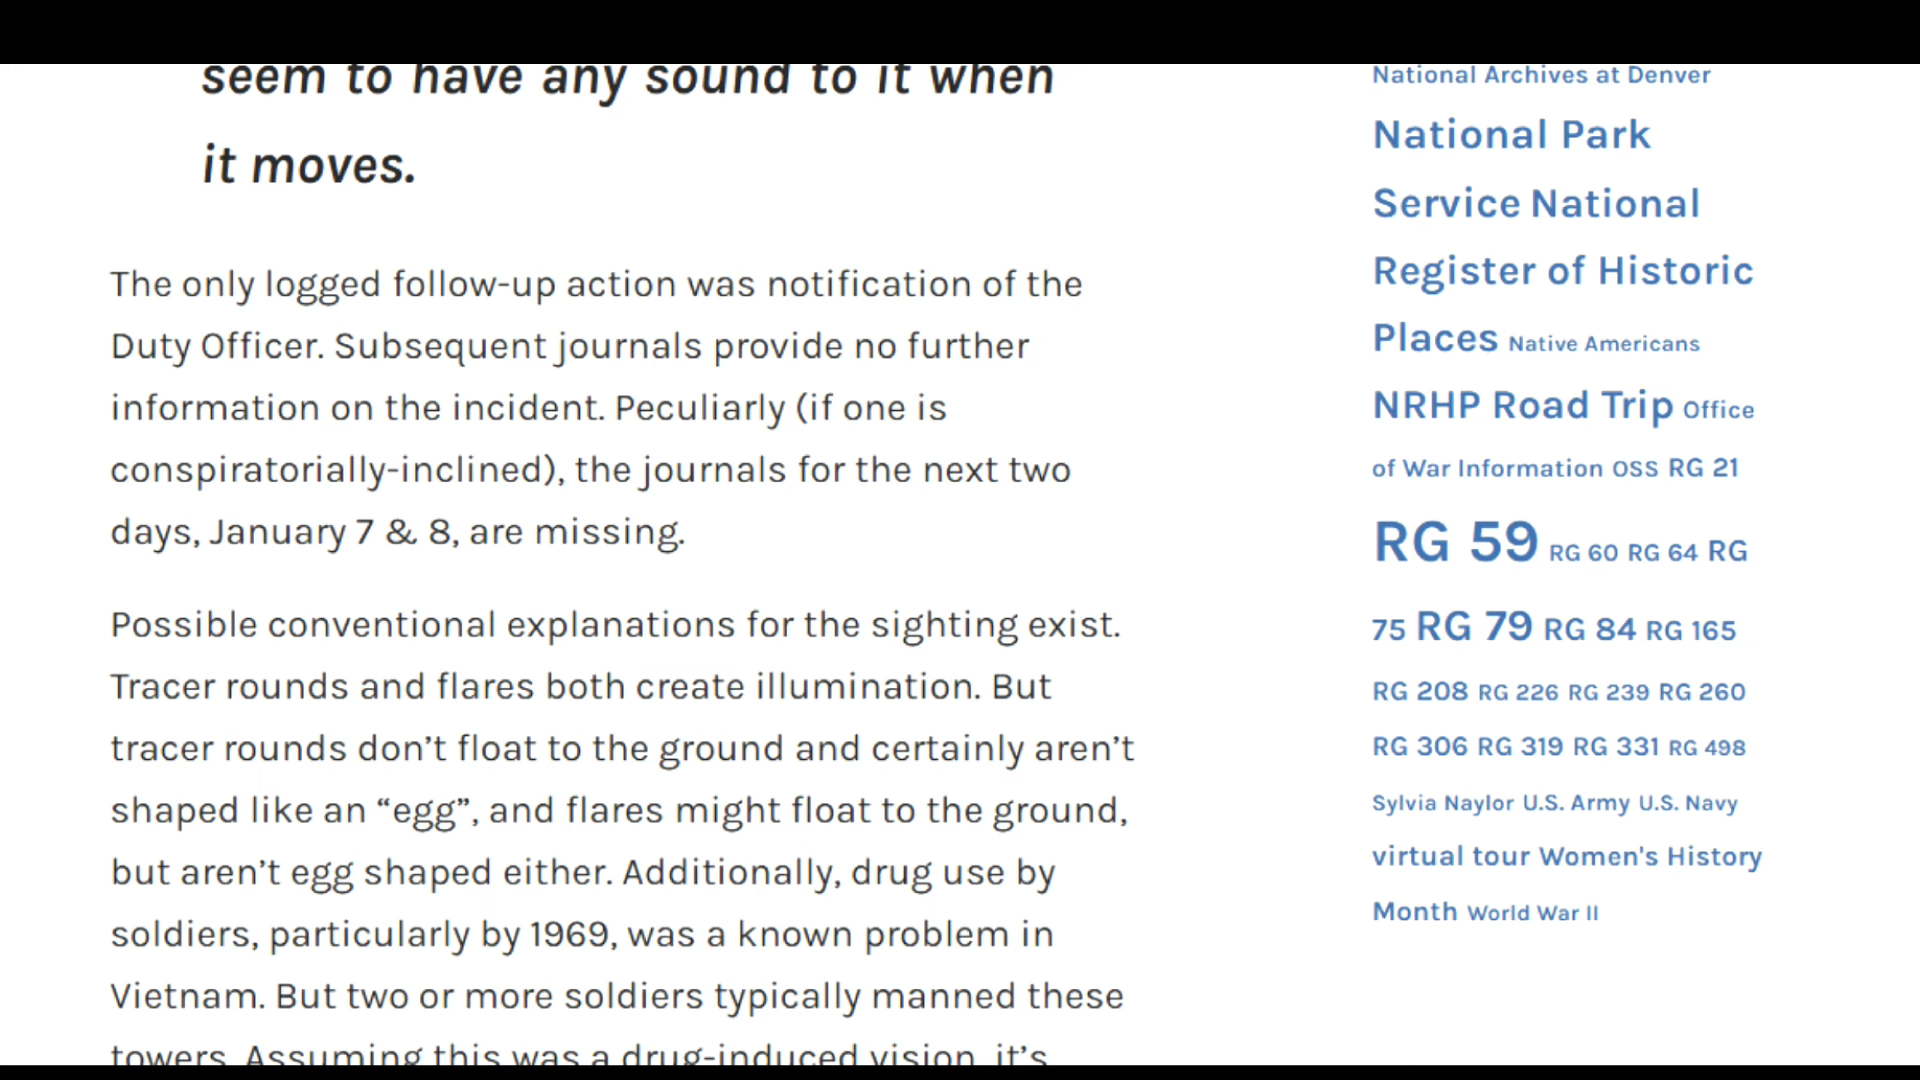 seem to have any sound to it when
it moves.
The only logged follow-up action was notification of the
Duty Officer. Subsequent journals provide no further
information on the incident. Peculiarly (if one is
conspiratorially-inclined), the journals for the next two
days, January 7 & 8, are missing.
Possible conventional explanations for the sighting exist.
Tracer rounds and flares both create illumination. But
tracer rounds don’t float to the ground and certainly aren’t
shaped like an “egg”, and flares might float to the ground,
but aren’t egg shaped either. Additionally, drug use by
soldiers, particularly by 1969, was a known problem in
Vietnam. But two or more soldiers typically manned these
towers. Assuming this was a drug-induced vision, it’s
National Archives at Denver
National Park
Service National
Register of Historic
Places Native Americans
NRHP Road Trip Office
of War Information OSS RG 21
RG 59 RG 60 RG 64 RG
75 RG 79 RG 84 RG 165
RG 208 RG 226 RG 239 RG 260
RG 306 RG 319 RG 331 RG 498
Sylvia Naylor U.S. Army U.S. Navy
virtual tour Women's History
Month World War II